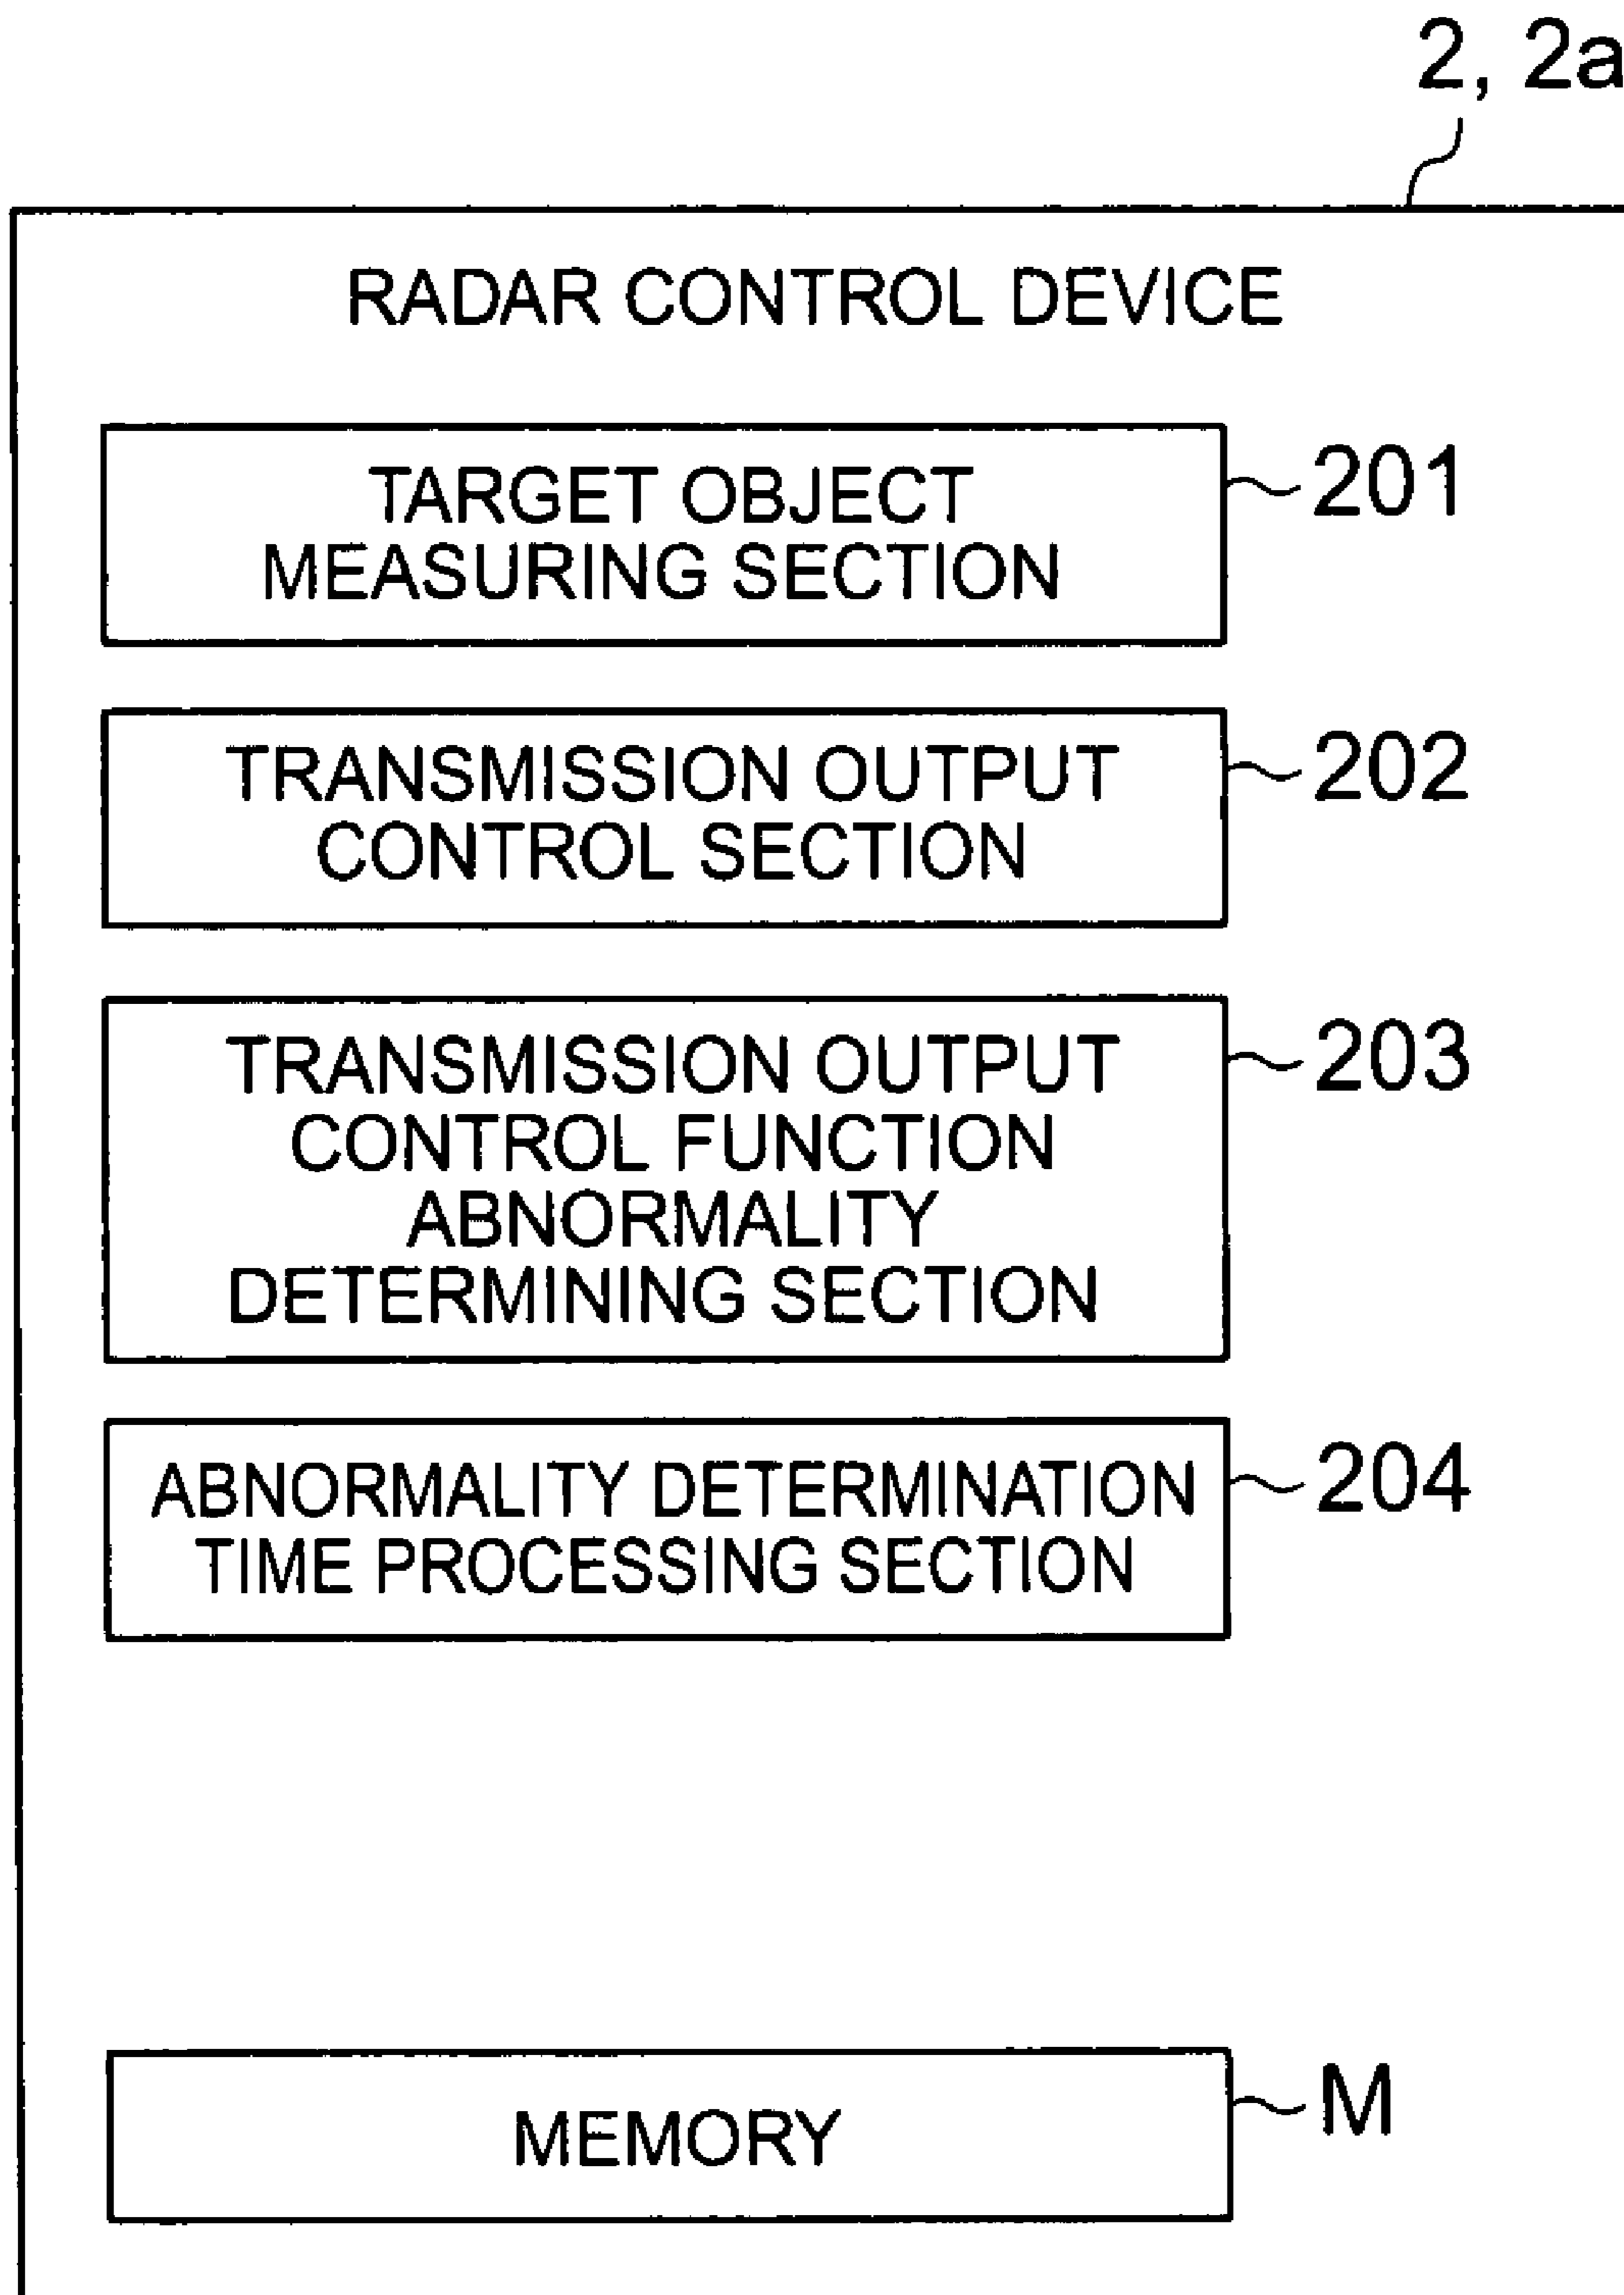 2, 2a
RADAR CONTROL DEVICE
TARGET OBJECT
MEASURING SECTION
201
TRANSMISSION OUTPUT
CONTROL SECTION
202
TRANSMISSION OUTPUT
CONTROL FUNCTION
ABNORMALITY
DETERMINING SECTION
203
ABNORMALITY DETERMINATION
TIME PROCESSING SECTION
204
MEMORY
M